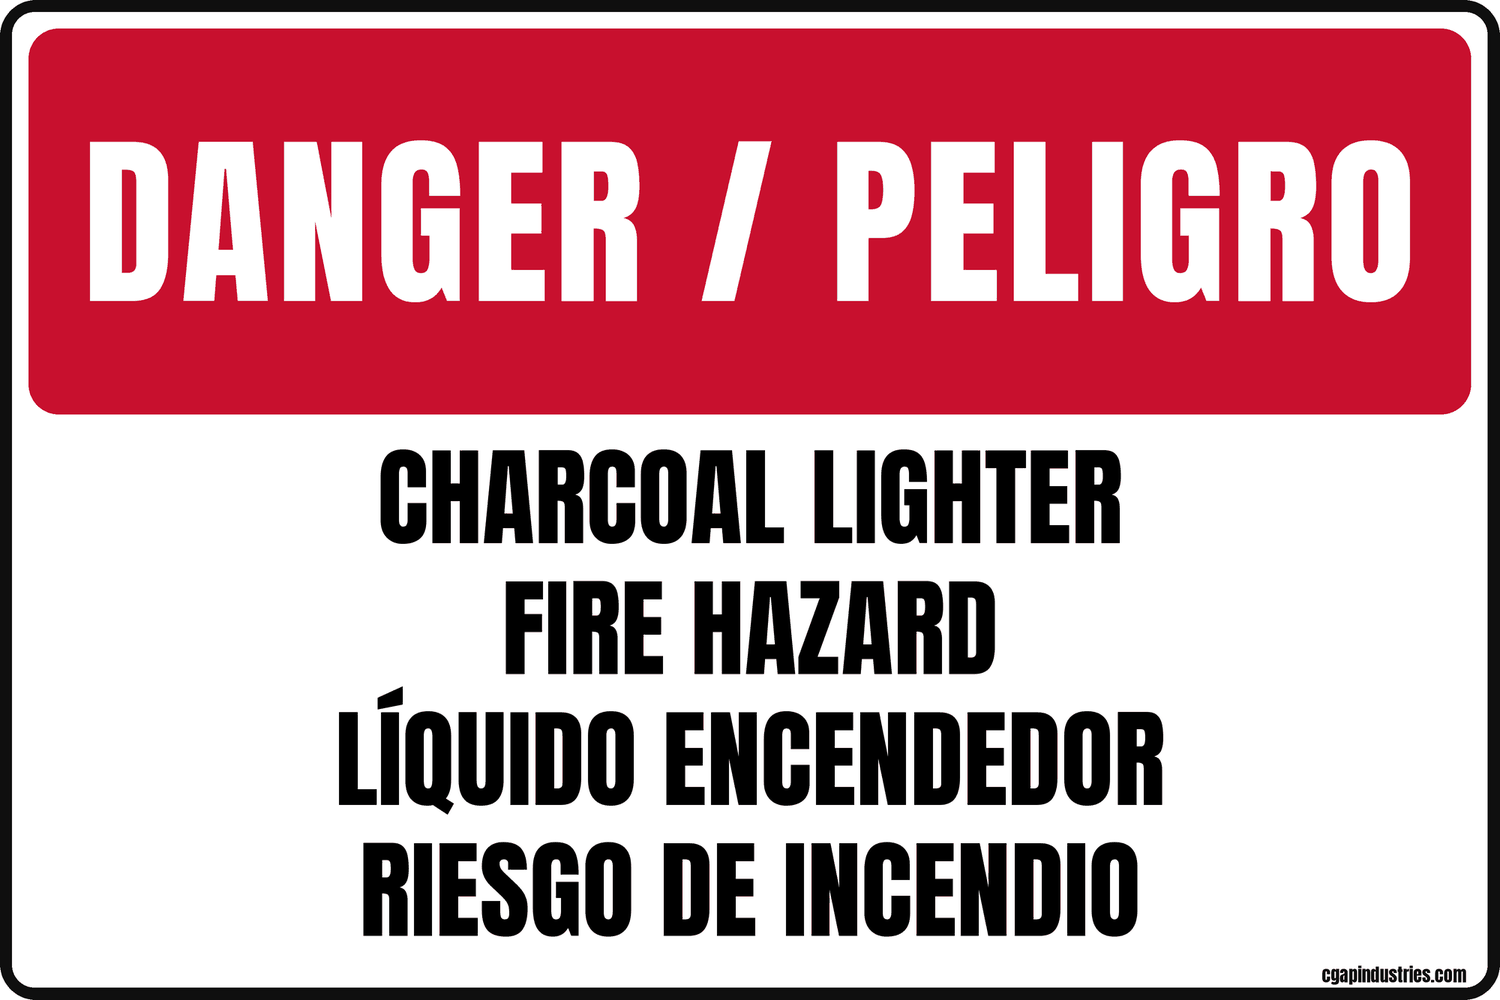 DANGER / PELIGRO
CHARCOAL LIGHTER
FIRE HAZARD
LÍQUIDO ENCENDEDOR
RIESGO DE INCENDIO
cgapindustries.com